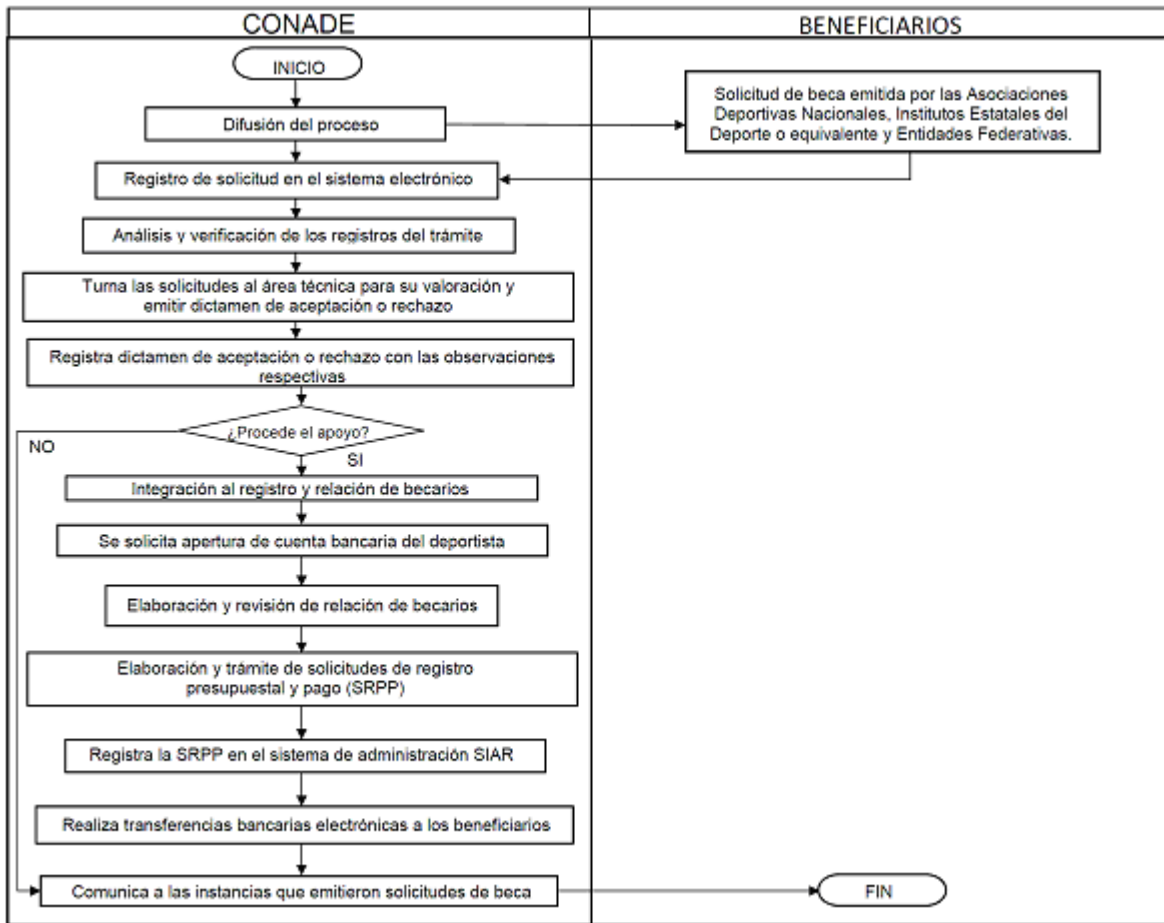 CONADE
BENEFICIARIOS
INICIO
Solicitud de beca emitida por las Asociaciones
Deportivas Nacionales, Institutos Estatales del
Deporte o equivalente y Entidades Federativas.
Difusión del proceso
Registro de solicitud en el sistema electrónico
Análisis y verificación de los registros del trámite
Turna las solicitudes al área técnica para su valoración y
emitir dictamen de aceptación o rechazo
Registra dictamen de aceptación o rechazo con las observaciones
respectivas
¿Procede el apoyo?
NO
SI
Integración al registro y relación de becarios
Se solicita apertura de cuenta bancaria del deportista
Elaboración y revisión de relación de becarios
Elaboración y trámite de solicitudes de registro
presupuestal y pago (SRPP)
Registra la SRPP en el sistema de administración SIAR
Realiza transferencias bancarias electrónicas a los beneficiarios
Comunica a las instancias que emitieron solicitudes de beca
FIN